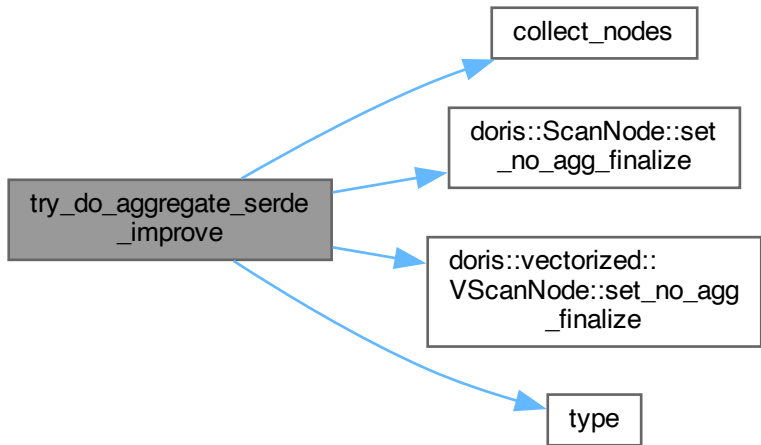 collect_nodes
doris::ScanNode::set
_no_agg_finalize
try_do_aggregate_serde
_improve
doris::vectorized::
VScanNode::set_no_agg
_finalize
type